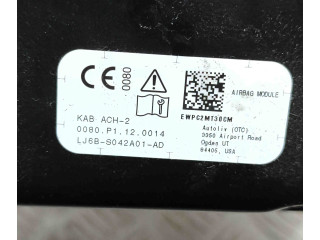 CE 0080
AIRBAG MODULE
EWPC2MT30CM
KAB ACH-2
0080.P1.12.0014
LJ6B-S042A01-AD
Autoliv (OTC)
3350 Airport Road
Ogden UT
84405, USA